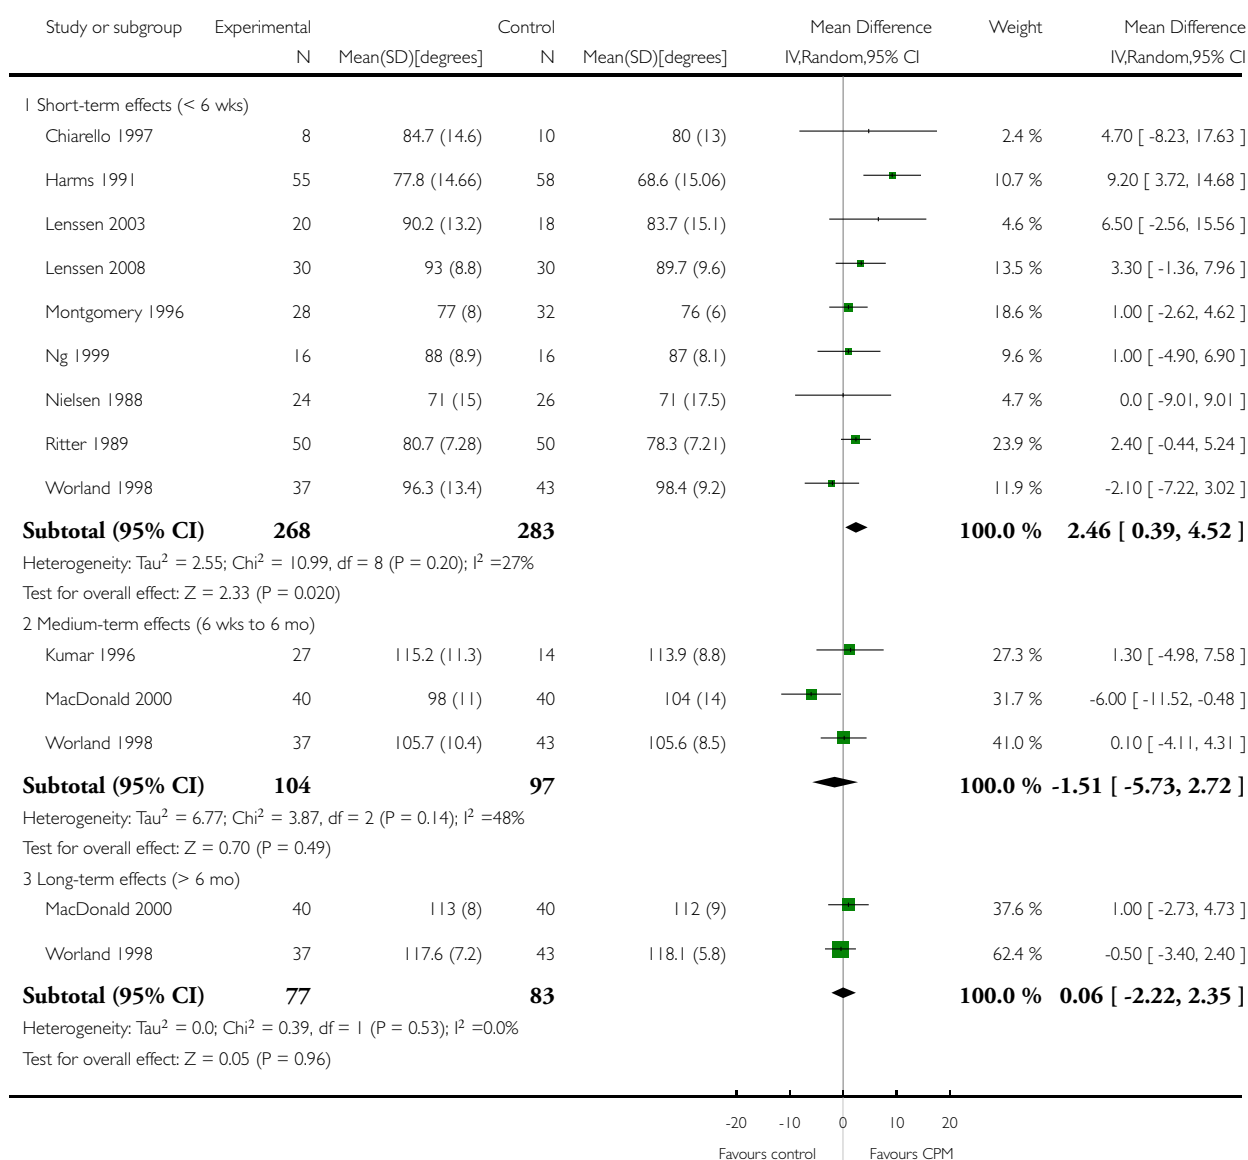 Study or subgroup Experimental Control Mean Difference Weight Mean Difference
N Mean(SD)[degrees] N Mean(SD)[degrees] IV,Random,95% CI IV,Random,95% CI
1 Short-term effects (< 6 wks)
Chiarello 1997 8 84.7 (14.6) 10 80 (13) 2.4 % 4.70 [ -8.23, 17.63 ]
Harms 1991 55 77.8 (14.66) 58 68.6 (15.06) 10.7 % 9.20 [ 3.72, 14.68 ]
Lenssen 2003 20 90.2 (13.2) 18 83.7 (15.1) 4.6 % 6.50 [ -2.56, 15.56 ]
Lenssen 2008 30 93 (8.8) 30 89.7 (9.6) 13.5 % 3.30 [ -1.36, 7.96 ]
Montgomery 1996 28 77 (8) 32 76 (6) 18.6 % 1.00 [ -2.62, 4.62 ]
Ng 1999 16 88 (8.9) 16 87 (8.1) 9.6 % 1.00 [ -4.90, 6.90 ]
Nielsen 1988 24 71 (15) 26 71 (17.5) 4.7 % 0.0 [ -9.01, 9.01 ]
Ritter 1989 50 80.7 (7.28) 50 78.3 (7.21) 23.9 % 2.40 [ -0.44, 5.24 ]
Worland 1998 37 96.3 (13.4) 43 98.4 (9.2) 11.9 % -2.10 [ -7.22, 3.02 ]
Subtotal (95% CI) 268 283 100.0 % 2.46 [ 0.39, 4.52 ]
Heterogeneity: Tau² = 2.55; Chi² = 10.99, df = 8 (P = 0.20); I² =27%
Test for overall effect: Z = 2.33 (P = 0.020)
2 Medium-term effects (6 wks to 6 mo)
Kumar 1996 27 115.2 (11.3) 14 113.9 (8.8) 27.3 % 1.30 [ -4.98, 7.58 ]
MacDonald 2000 40 98 (11) 40 104 (14) 31.7 % -6.00 [ -11.52, -0.48 ]
Worland 1998 37 105.7 (10.4) 43 105.6 (8.5) 41.0 % 0.10 [ -4.11, 4.31 ]
Subtotal (95% CI) 104 97 100.0 % -1.51 [ -5.73, 2.72 ]
Heterogeneity: Tau² = 6.77; Chi² = 3.87, df = 2 (P = 0.14); I² =48%
Test for overall effect: Z = 0.70 (P = 0.49)
3 Long-term effects (> 6 mo)
MacDonald 2000 40 113 (8) 40 112 (9) 37.6 % 1.00 [ -2.73, 4.73 ]
Worland 1998 37 117.6 (7.2) 43 118.1 (5.8) 62.4 % -0.50 [ -3.40, 2.40 ]
Subtotal (95% CI) 77 83 100.0 % 0.06 [ -2.22, 2.35 ]
Heterogeneity: Tau² = 0.0; Chi² = 0.39, df = 1 (P = 0.53); I² =0.0%
Test for overall effect: Z = 0.05 (P = 0.96)
-20 -10 0 10 20
Favours control Favours CPM